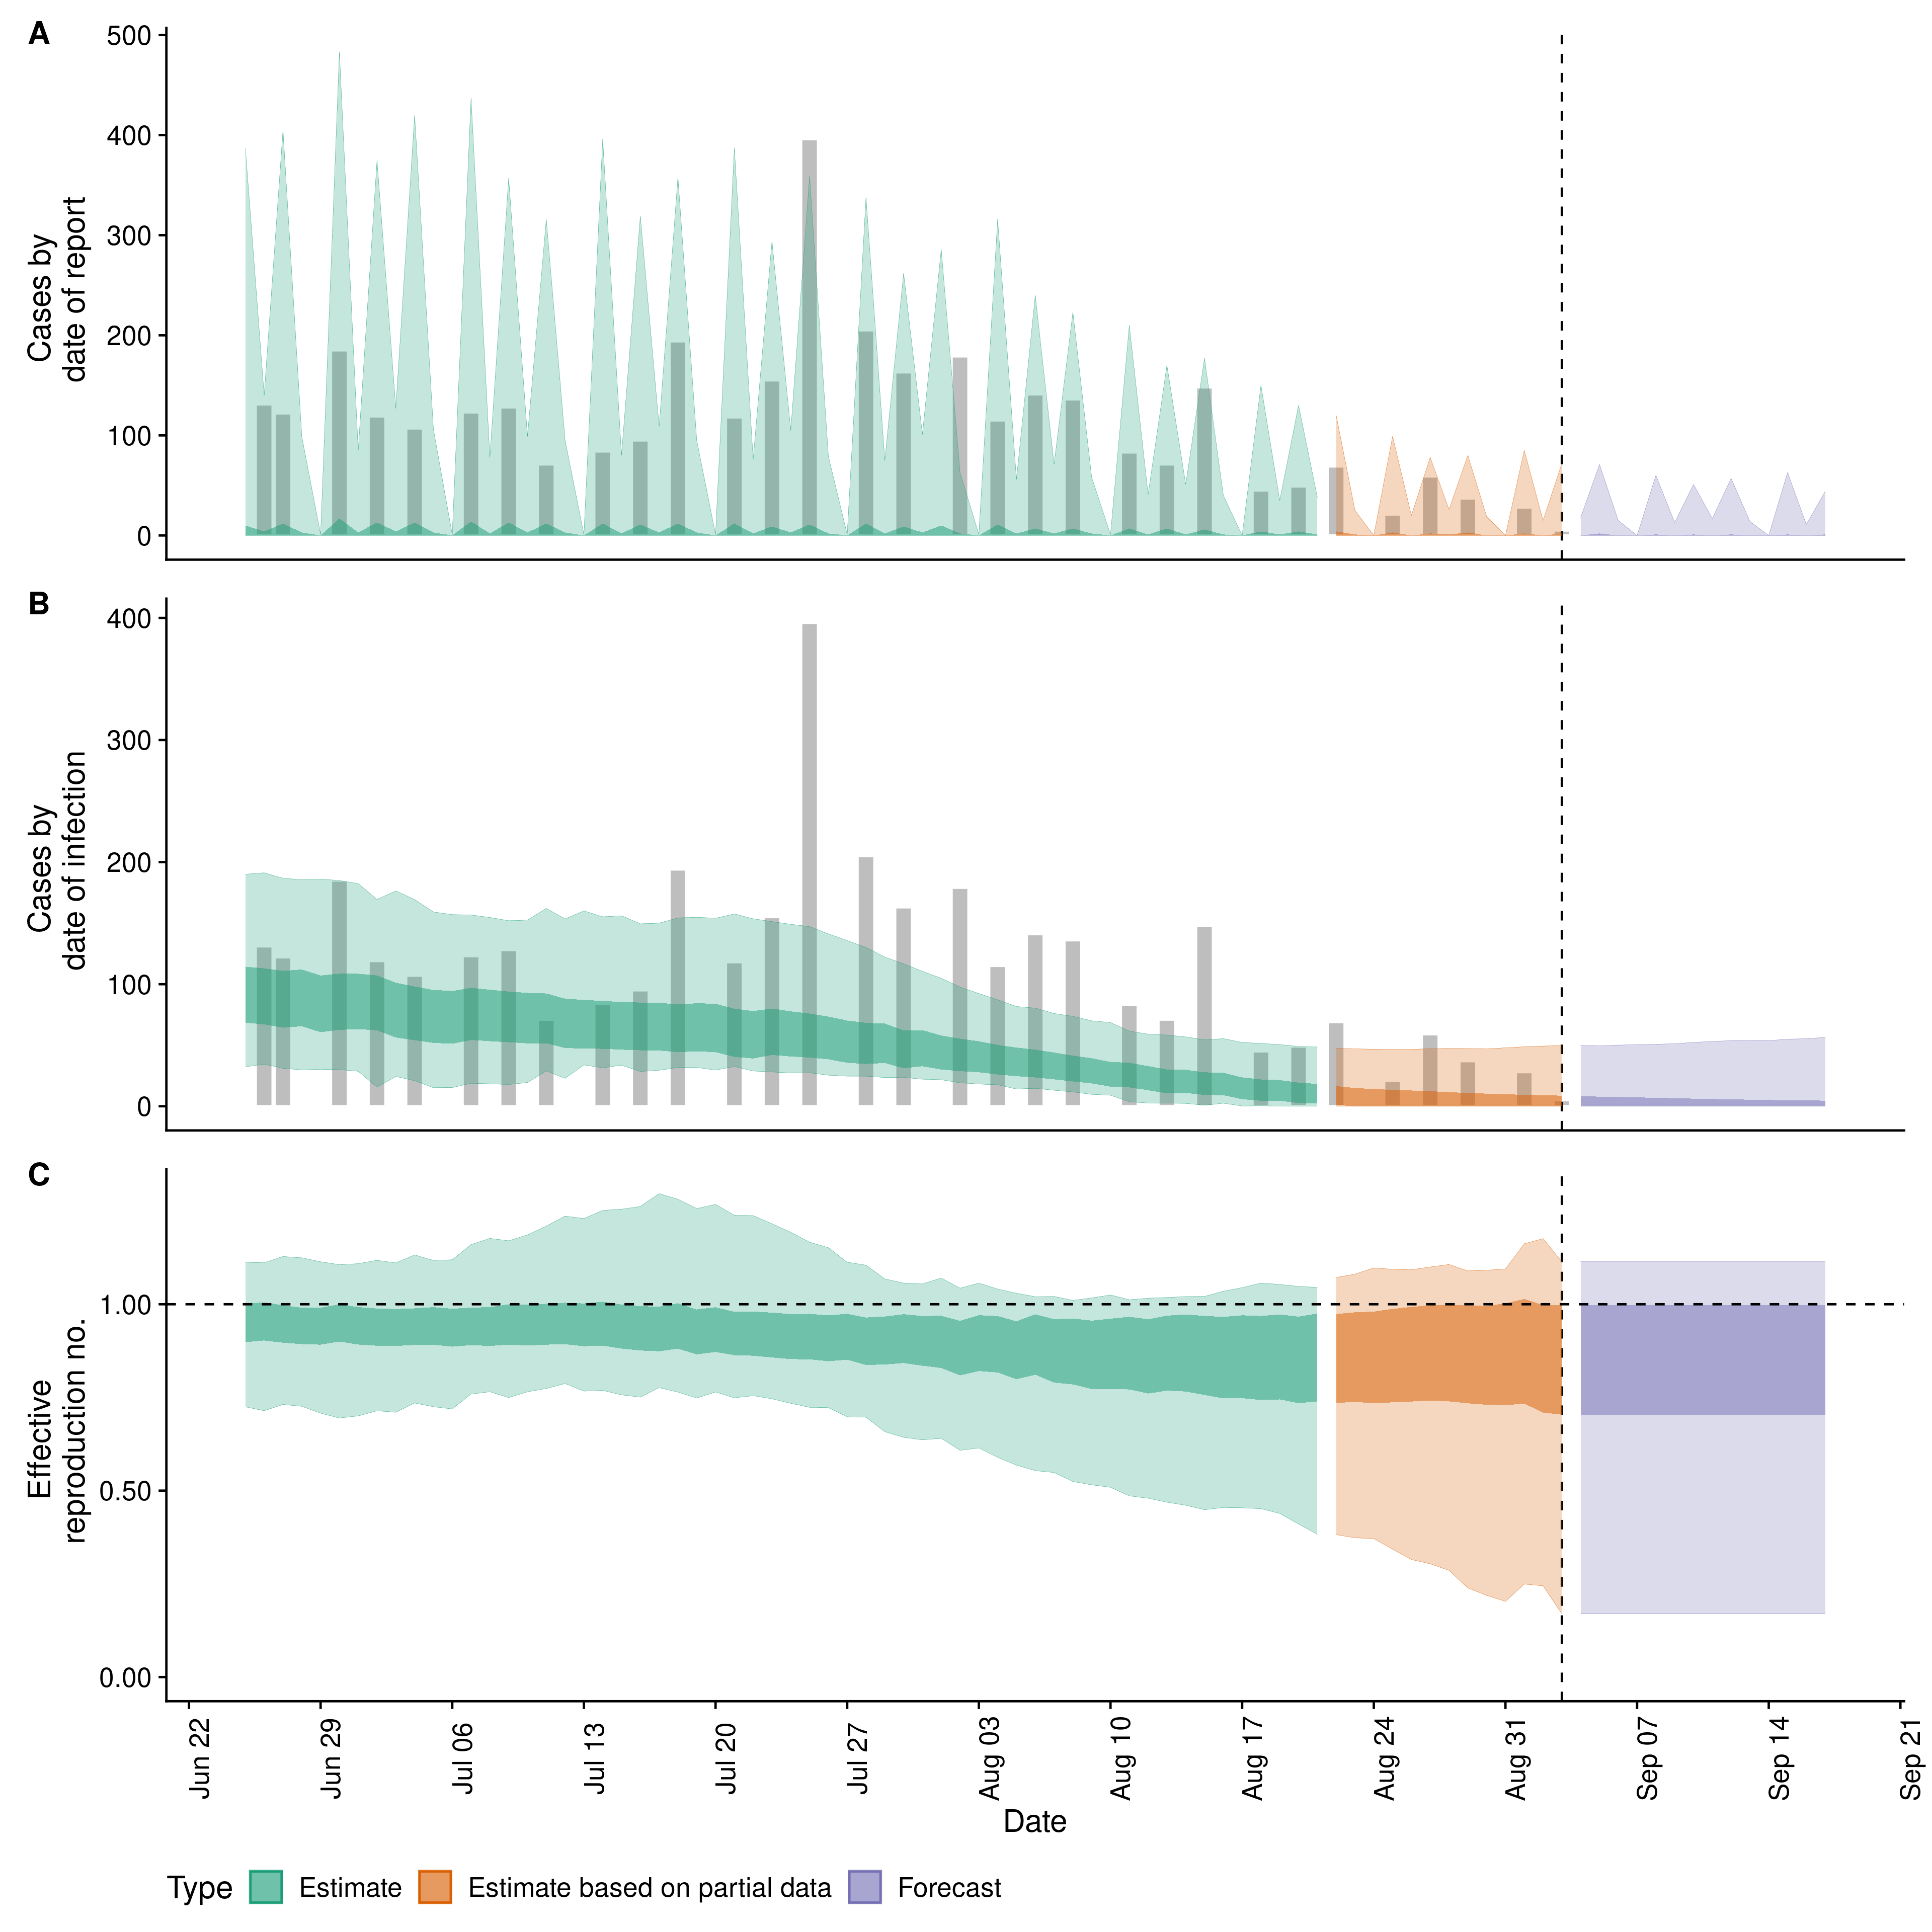 A
500
400
300
200
100
0
Cases by
date of report
B
400
300
200
100
0
Cases by
date of infection
C
1.00
0.50
0.00
Effective
reproduction no.
Jun 22
Jun 29
Jul 06
Jul 13
Jul 20
Jul 27
Aug 03
Aug 10
Aug 17
Aug 24
Aug 31
Sep 07
Sep 14
Sep 21
Date
Type Estimate Estimate based on partial data Forecast